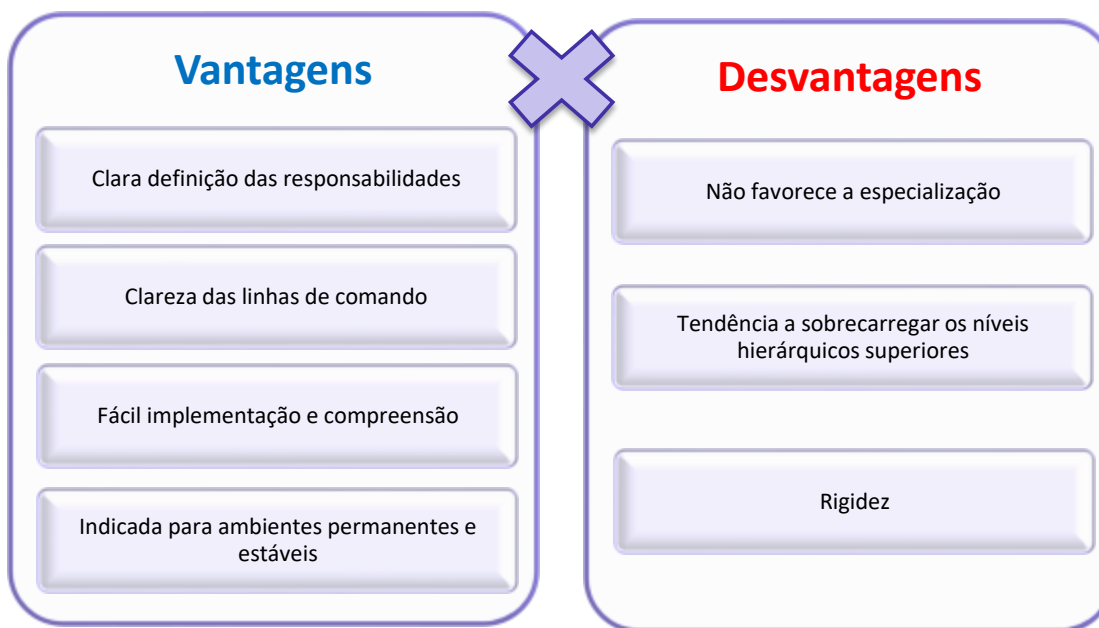 Vantagens
Clara definição das responsabilidades
Clareza das linhas de comando
Fácil implementação e compreensão
Indicada para ambientes permanentes e
estáveis
Desvantagens
Não favorece a especialização
Tendência a sobrecarregar os níveis
hierárquicos superiores
Rigidez